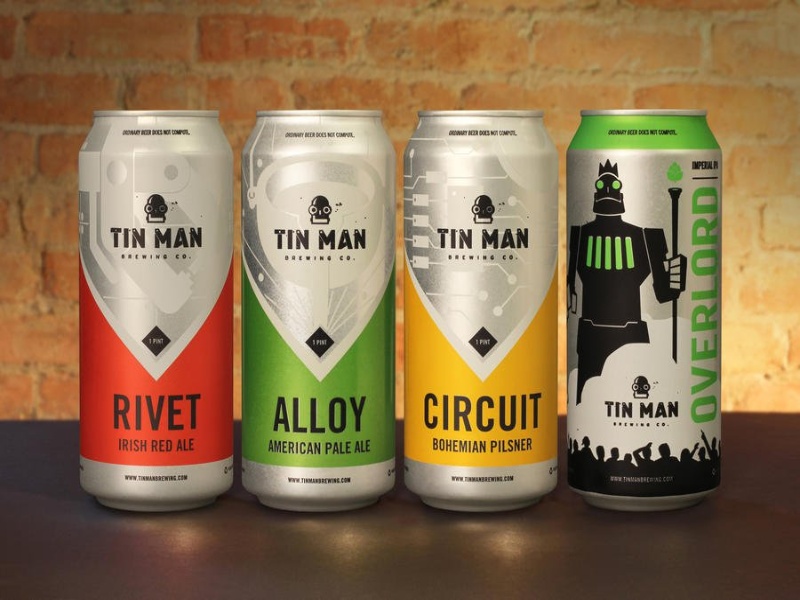 ORDINARY BEER DOES NOT COMPUTE.
TIN MAN
BREWING CO.
1 PINT
RIVET
IRISH RED ALE
WWW.TINMANBREWING.COM
ORDINARY BEER DOES NOT COMPUTE.
TIN MAN
BREWING CO.
1 PINT
ALLOY
AMERICAN PALE ALE
WWW.TINMANBREWING.COM
ORDINARY BEER DOES NOT COMPUTE.
TIN MAN
BREWING CO.
1 PINT
CIRCUIT
BOHEMIAN PILSNER
WWW.TINMANBREWING.COM
ORDINARY BEER DOES NOT COMPUTE.
IMPERIAL
OVERLORD
TIN MAN
BREWING CO.
WWW.TINMANBREWING.COM